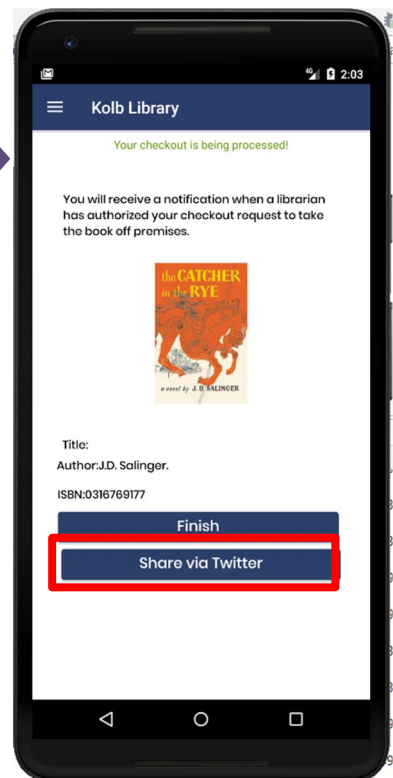 4G 2:03
Kolb Library
Your checkout is being processed!
You will receive a notification when a librarian
has authorized your checkout request to take
the book off premises.
the CATCHER
in the RYE
a novel by J. D. SALINGER
Title:
Author:J.D. Salinger.
ISBN:0316769177
Finish
Share via Twitter